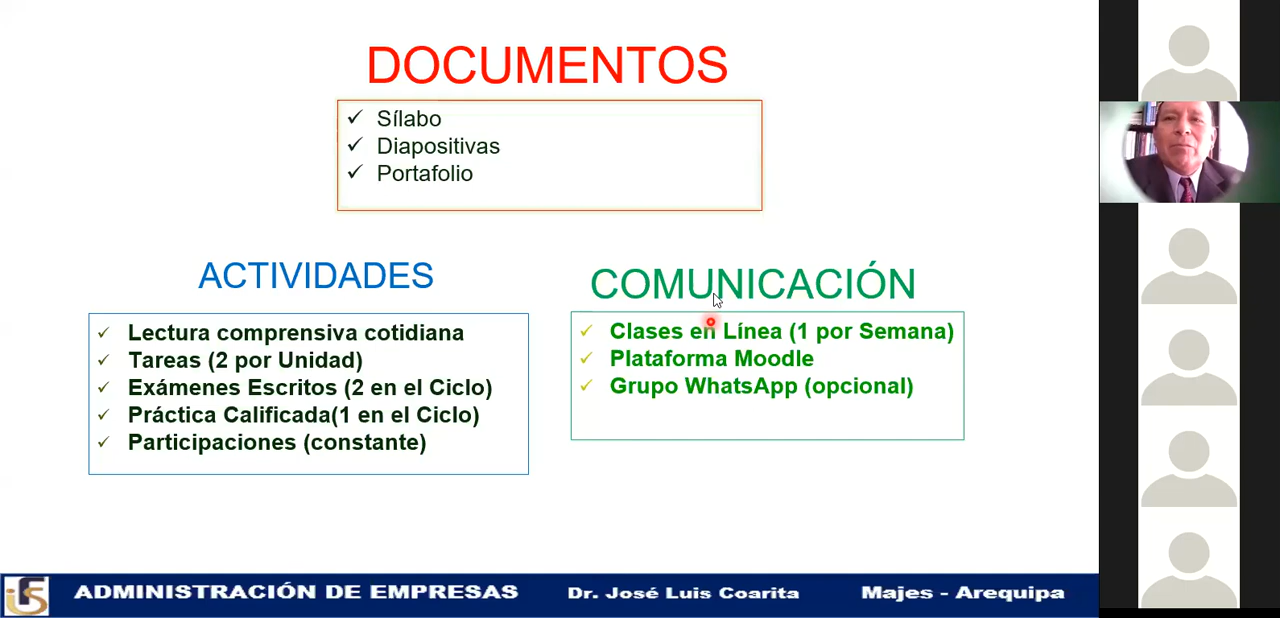 DOCUMENTOS
Sílabo
Diapositivas
Portafolio
ACTIVIDADES
Lectura comprensiva cotidiana
Tareas (2 por Unidad)
Exámenes Escritos (2 en el Ciclo)
Práctica Calificada(1 en el Ciclo)
Participaciones (constante)
COMUNICACIÓN
Clases en Línea (1 por Semana)
Plataforma Moodle
Grupo WhatsApp (opcional)
ADMINISTRACIÓN DE EMPRESAS Dr. José Luis Coarita Majes - Arequipa